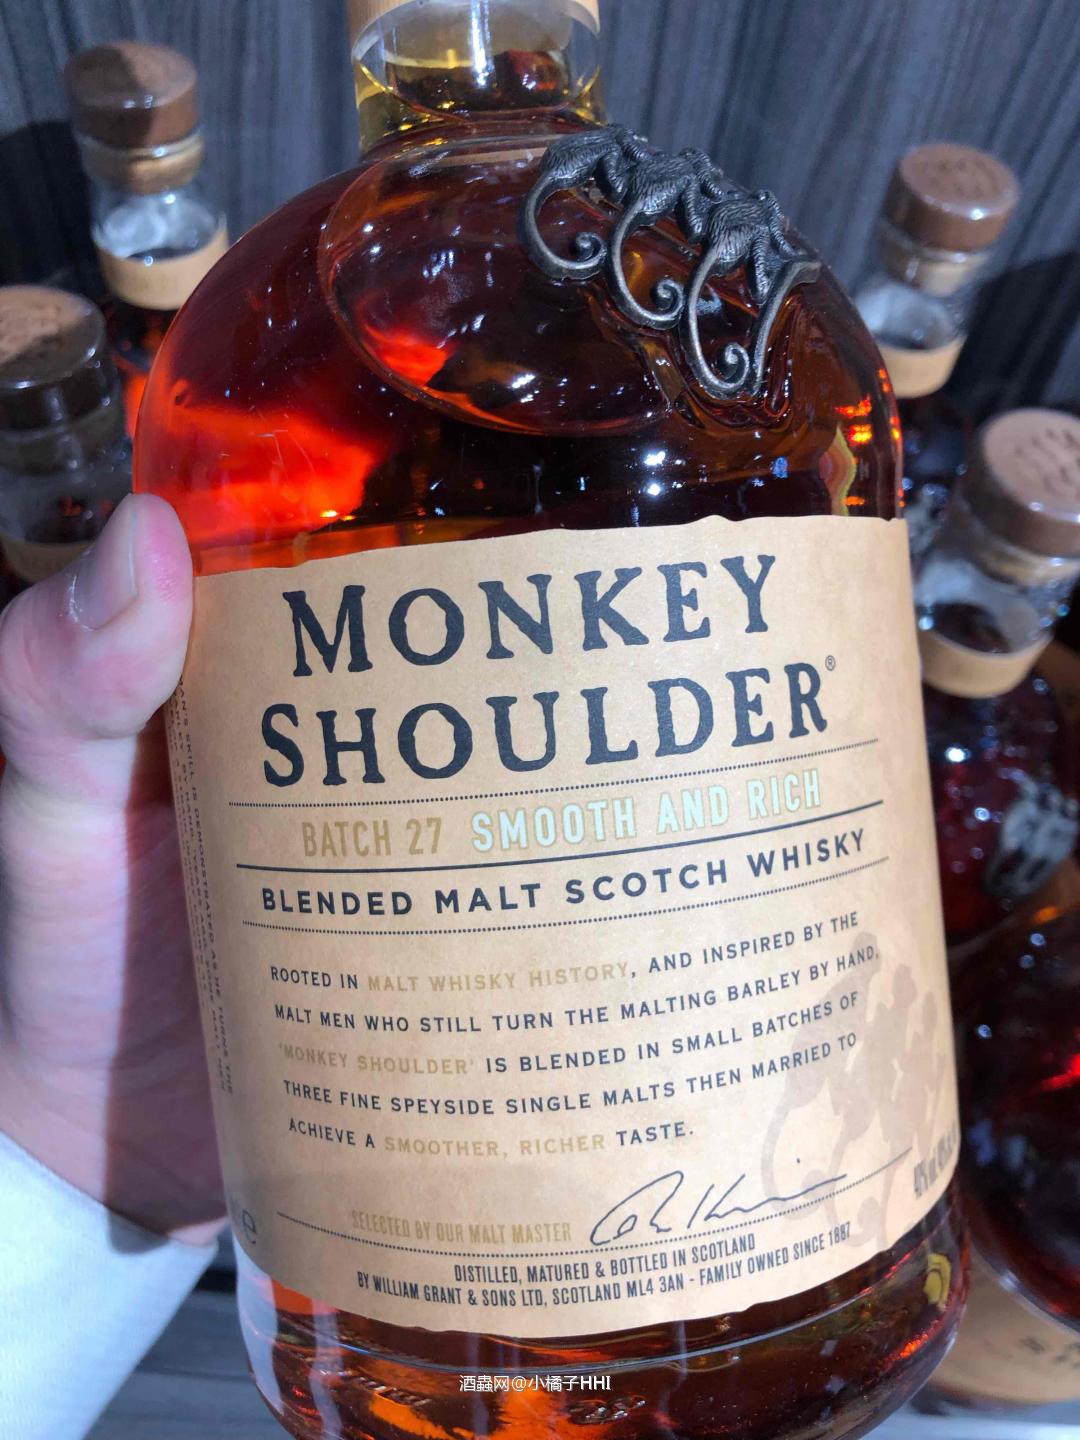 MONKEY
SHOULDER®
BATCH 27 SMOOTH AND RICH
BLENDED MALT SCOTCH WHISKY
ROOTED IN MALT WHISKY HISTORY, AND INSPIRED BY THE
MALT MEN WHO STILL TURN THE MALTING BARLEY BY HAND,
'MONKEY SHOULDER' IS BLENDED IN SMALL BATCHES OF
THREE FINE SPEYSIDE SINGLE MALTS THEN MARRIED TO
ACHIEVE A SMOOTHER, RICHER TASTE.
SELECTED BY OUR MALT MASTER
DISTILLED, MATURED & BOTTLED IN SCOTLAND
BY WILLIAM GRANT & SONS LTD, SCOTLAND ML4 3AN - FAMILY OWNED SINCE 1887
e
酒蟲网@小橘子HHI